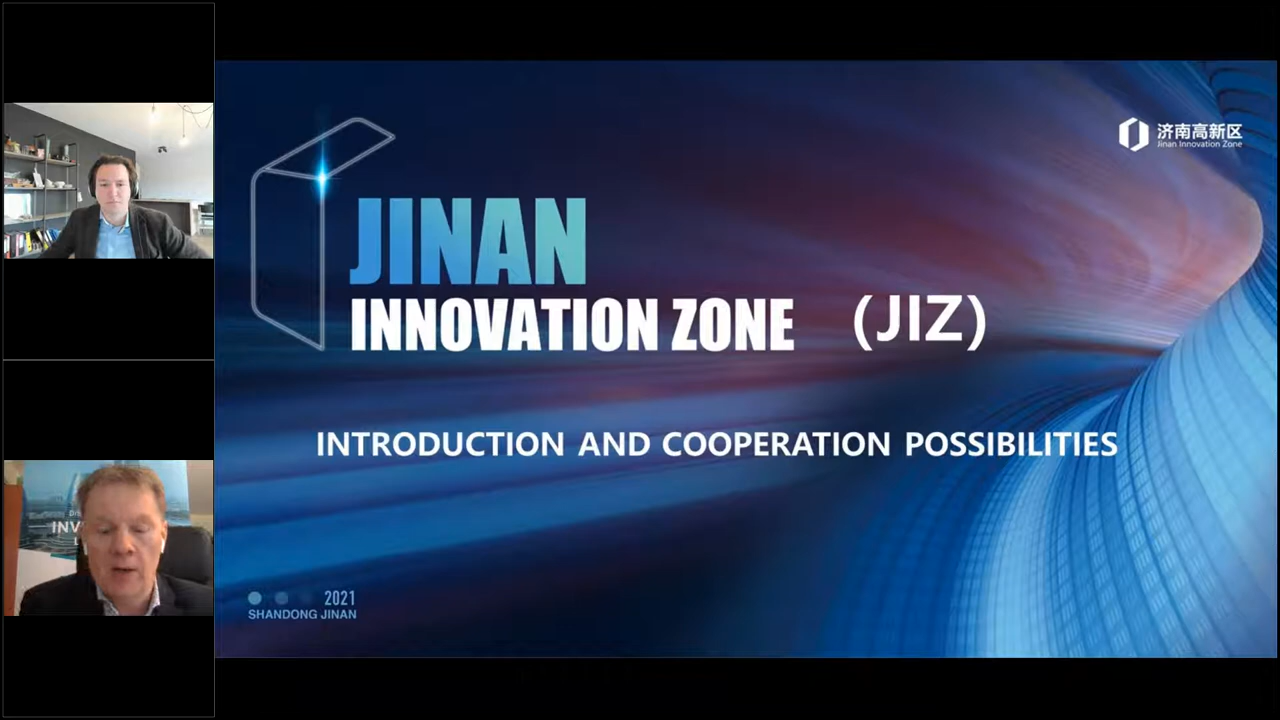 济南高新区
Jinan Innovation Zone
JINAN
INNOVATION ZONE (JIZ)
INTRODUCTION AND COOPERATION POSSIBILITIES
2021
SHANDONG JINAN
INV